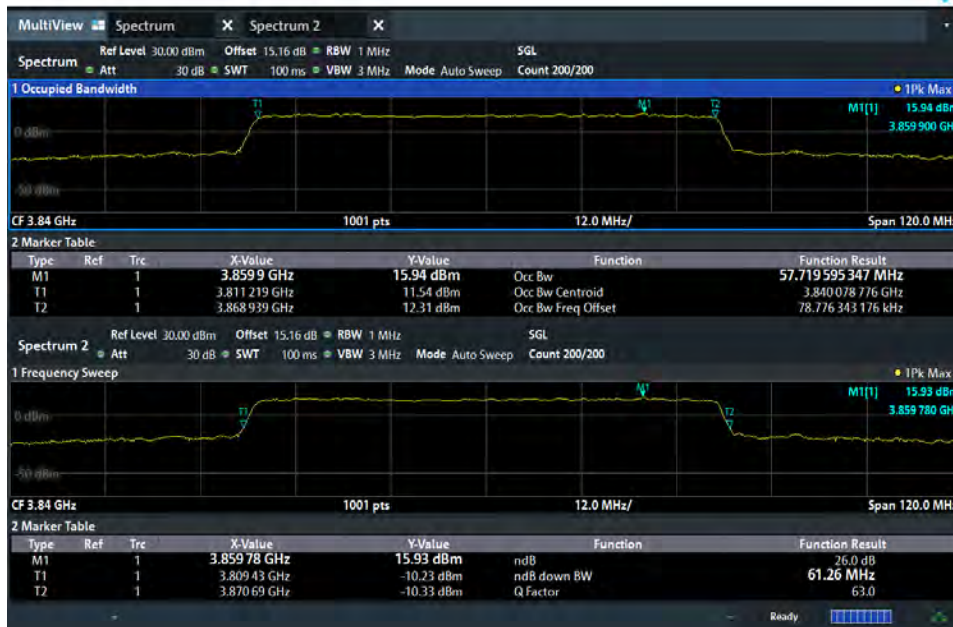 MultiView Spectrum X Spectrum 2 X
Ref Level 30.00 dBm Offset 15.16 dB RBW 1 MHz SGL
Spectrum Att 30 dB SWT 100 ms VBW 3 MHz Mode Auto Sweep Count 200/200
1 Occupied Bandwidth 1Pk Max
T1 M1 T2 M1[1] 15.94 dBm
3.859 900 GH
0 dBm
-50 dBm
CF 3.84 GHz 1001 pts 12.0 MHz/ Span 120.0 MH
2 Marker Table
Type Ref Trc X-Value Y-Value Function Function Result
M1 1 3.859 9 GHz 15.94 dBm Occ Bw 57.719 595 347 MHz
T1 1 3.811 219 GHz 11.54 dBm Occ Bw Centroid 3.840 078 776 GHz
T2 1 3.868 939 GHz 12.31 dBm Occ Bw Freq Offset 78.776 343 176 kHz
Ref Level 30.00 dBm Offset 15.16 dB RBW 1 MHz SGL
Spectrum 2 Att 30 dB SWT 100 ms VBW 3 MHz Mode Auto Sweep Count 200/200
1 Frequency Sweep 1Pk Max
M1 M1[1] 15.93 dBm
3.859 780 GH
0 dBm T1 T2
-50 dBm
CF 3.84 GHz 1001 pts 12.0 MHz/ Span 120.0 MH
2 Marker Table
Type Ref Trc X-Value Y-Value Function Function Result
M1 1 3.859 78 GHz 15.93 dBm ndB 26.0 dB
T1 1 3.809 43 GHz -10.23 dBm ndB down BW 61.26 MHz
T2 1 3.870 69 GHz -10.33 dBm Q Factor 63.0
Ready